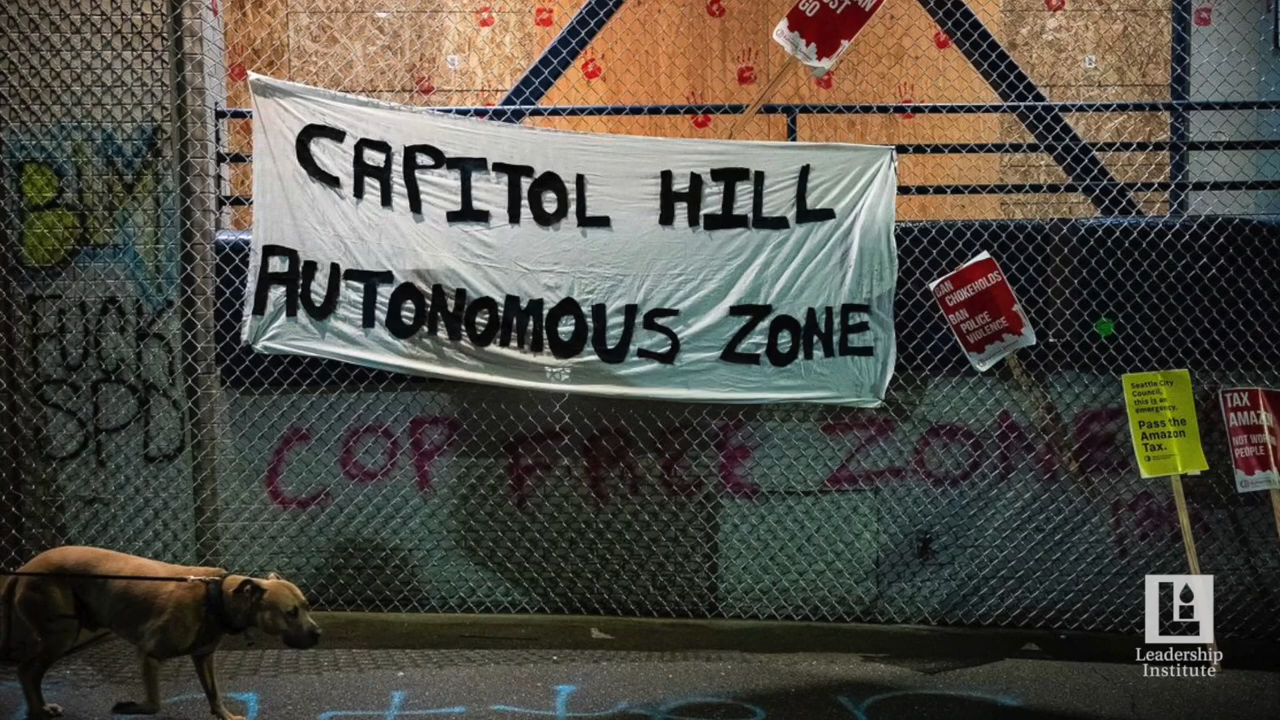 GO
CAPITOL HILL
AUTONOMOUS ZONE
BAN
CHOKEHOLDS
BAN
POLICE
VIOLENCE
FUCK
SPD
COP FREE ZONE
Seattle City
Council,
this is an
emergency.
Pass the
Amazon
Tax.
TAX
AMAZON
NOT
PEOPLE
Leadership
Institute